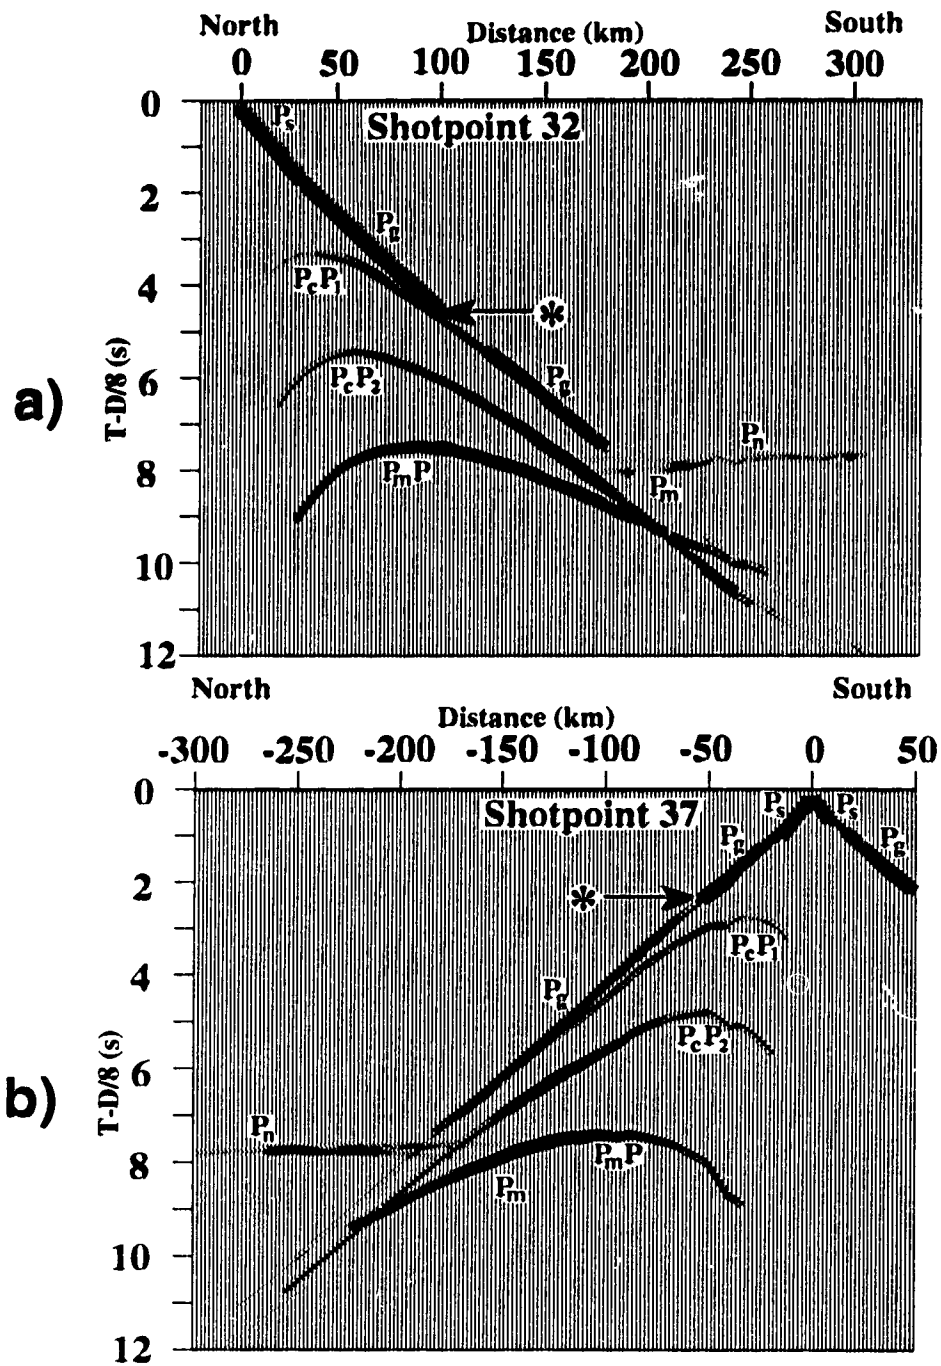 North South
Distance (km)
0 50 100 150 200 250 300
a)
T-D/8 (s)
0
2
4
6
8
10
12
Shotpoint 32
Ps
Pg
PcP1
*
PcP2
Pg
Pn
PmP
Pm
North South
Distance (km)
-300 -250 -200 -150 -100 -50 0 50
b)
T-D/8 (s)
0
2
4
6
8
10
12
Shotpoint 37
Ps Ps
Pg Pg
*
PcP1
Pg
PcP2
Pn
PmP
Pm